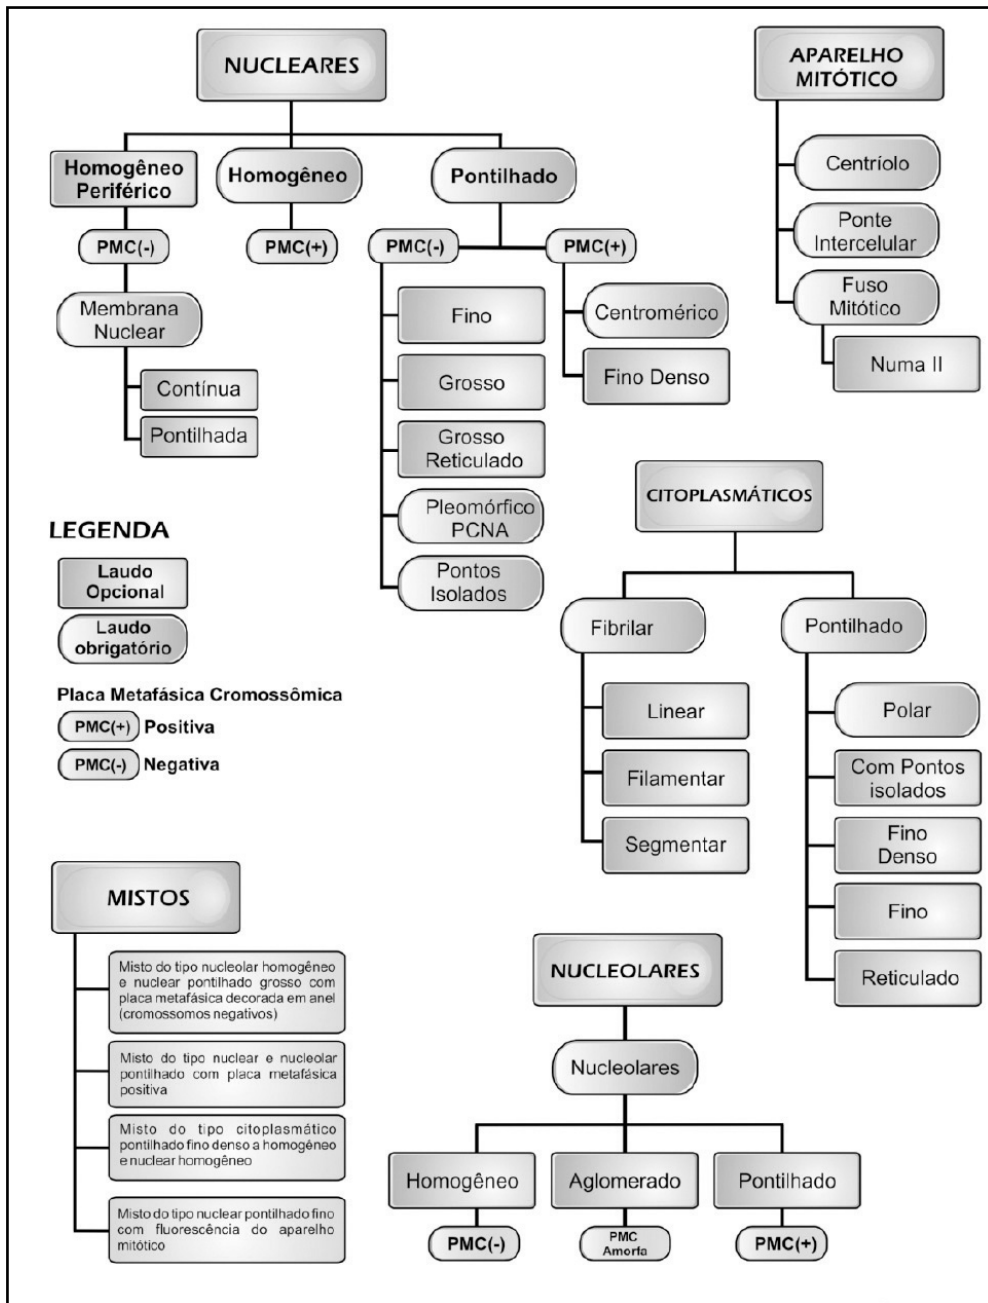 NUCLEARES
Homogêneo
Periférico
PMC(-)
Membrana
Nuclear
Contínua
Pontilhada
Homogêneo
PMC(+)
Pontilhado
PMC(-)
Fino
Grosso
Grosso
Reticulado
Pleomórfico
PCNA
Pontos
Isolados
PMC(+)
Centromérico
Fino Denso
APARELHO
MITÓTICO
Centríolo
Ponte
Intercelular
Fuso
Mitótico
Numa II
LEGENDA
Laudo
Opcional
Laudo
obrigatório
Placa Metafásica Cromossômica
PMC(+) Positiva
PMC(-) Negativa
CITOPLASMÁTICOS
Fibrilar
Linear
Filamentar
Segmentar
Pontilhado
Polar
Com Pontos
isolados
Fino
Denso
Fino
Reticulado
MISTOS
Misto do tipo nucleolar homogêneo
e nuclear pontilhado grosso com
placa metafásica decorada em anel
(cromossomos negativos)
Misto do tipo nuclear e nucleolar
pontilhado com placa metafásica
positiva
Misto do tipo citoplasmático
pontilhado fino denso a homogêneo
e nuclear homogêneo
Misto do tipo nuclear pontilhado fino
com fluorescência do aparelho
mitótico
NUCLEOLARES
Nucleolares
Homogêneo
PMC(-)
Aglomerado
PMC
Amorfa
Pontilhado
PMC(+)